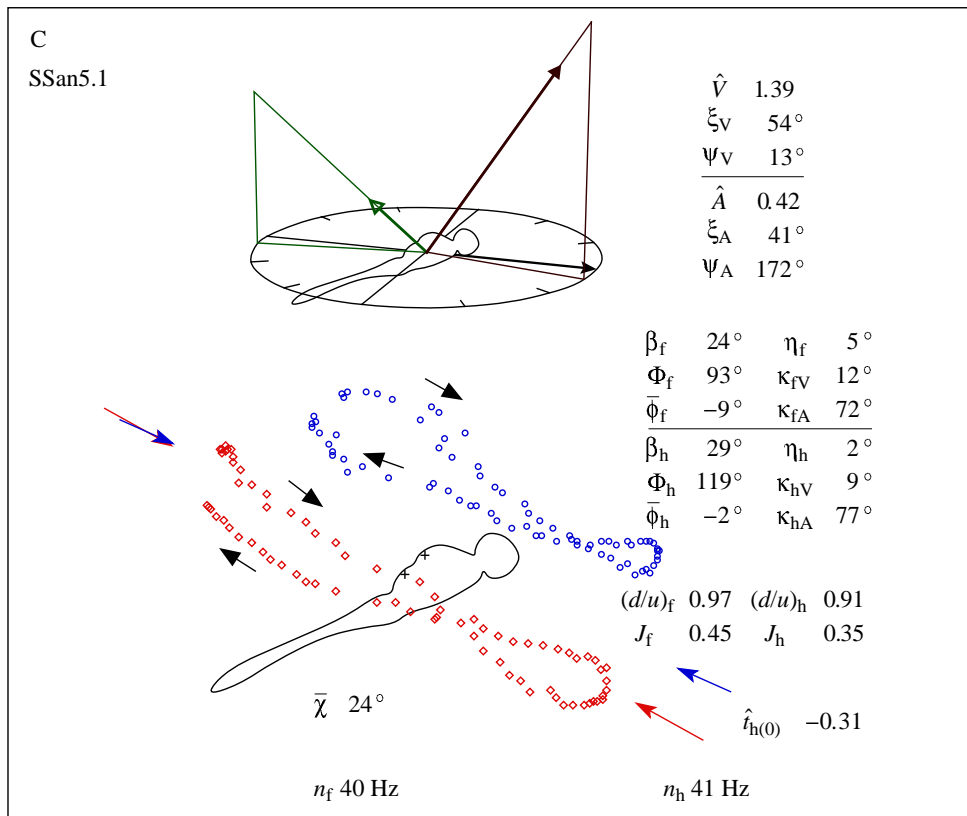 C
SSan5.1
V̂ 1.39
ξV 54°
ψV 13°
Â 0.42
ξA 41°
ψA 172°
βf 24° ηf 5°
Φf 93° κfV 12°
ϕ̅f −9° κfA 72°
βh 29° ηh 2°
Φh 119° κhV 9°
ϕ̅h −2° κhA 77°
(d/u)f 0.97 (d/u)h 0.91
Jf 0.45 Jh 0.35
χ̅ 24°
t̂h(0) −0.31
nf 40 Hz nh 41 Hz